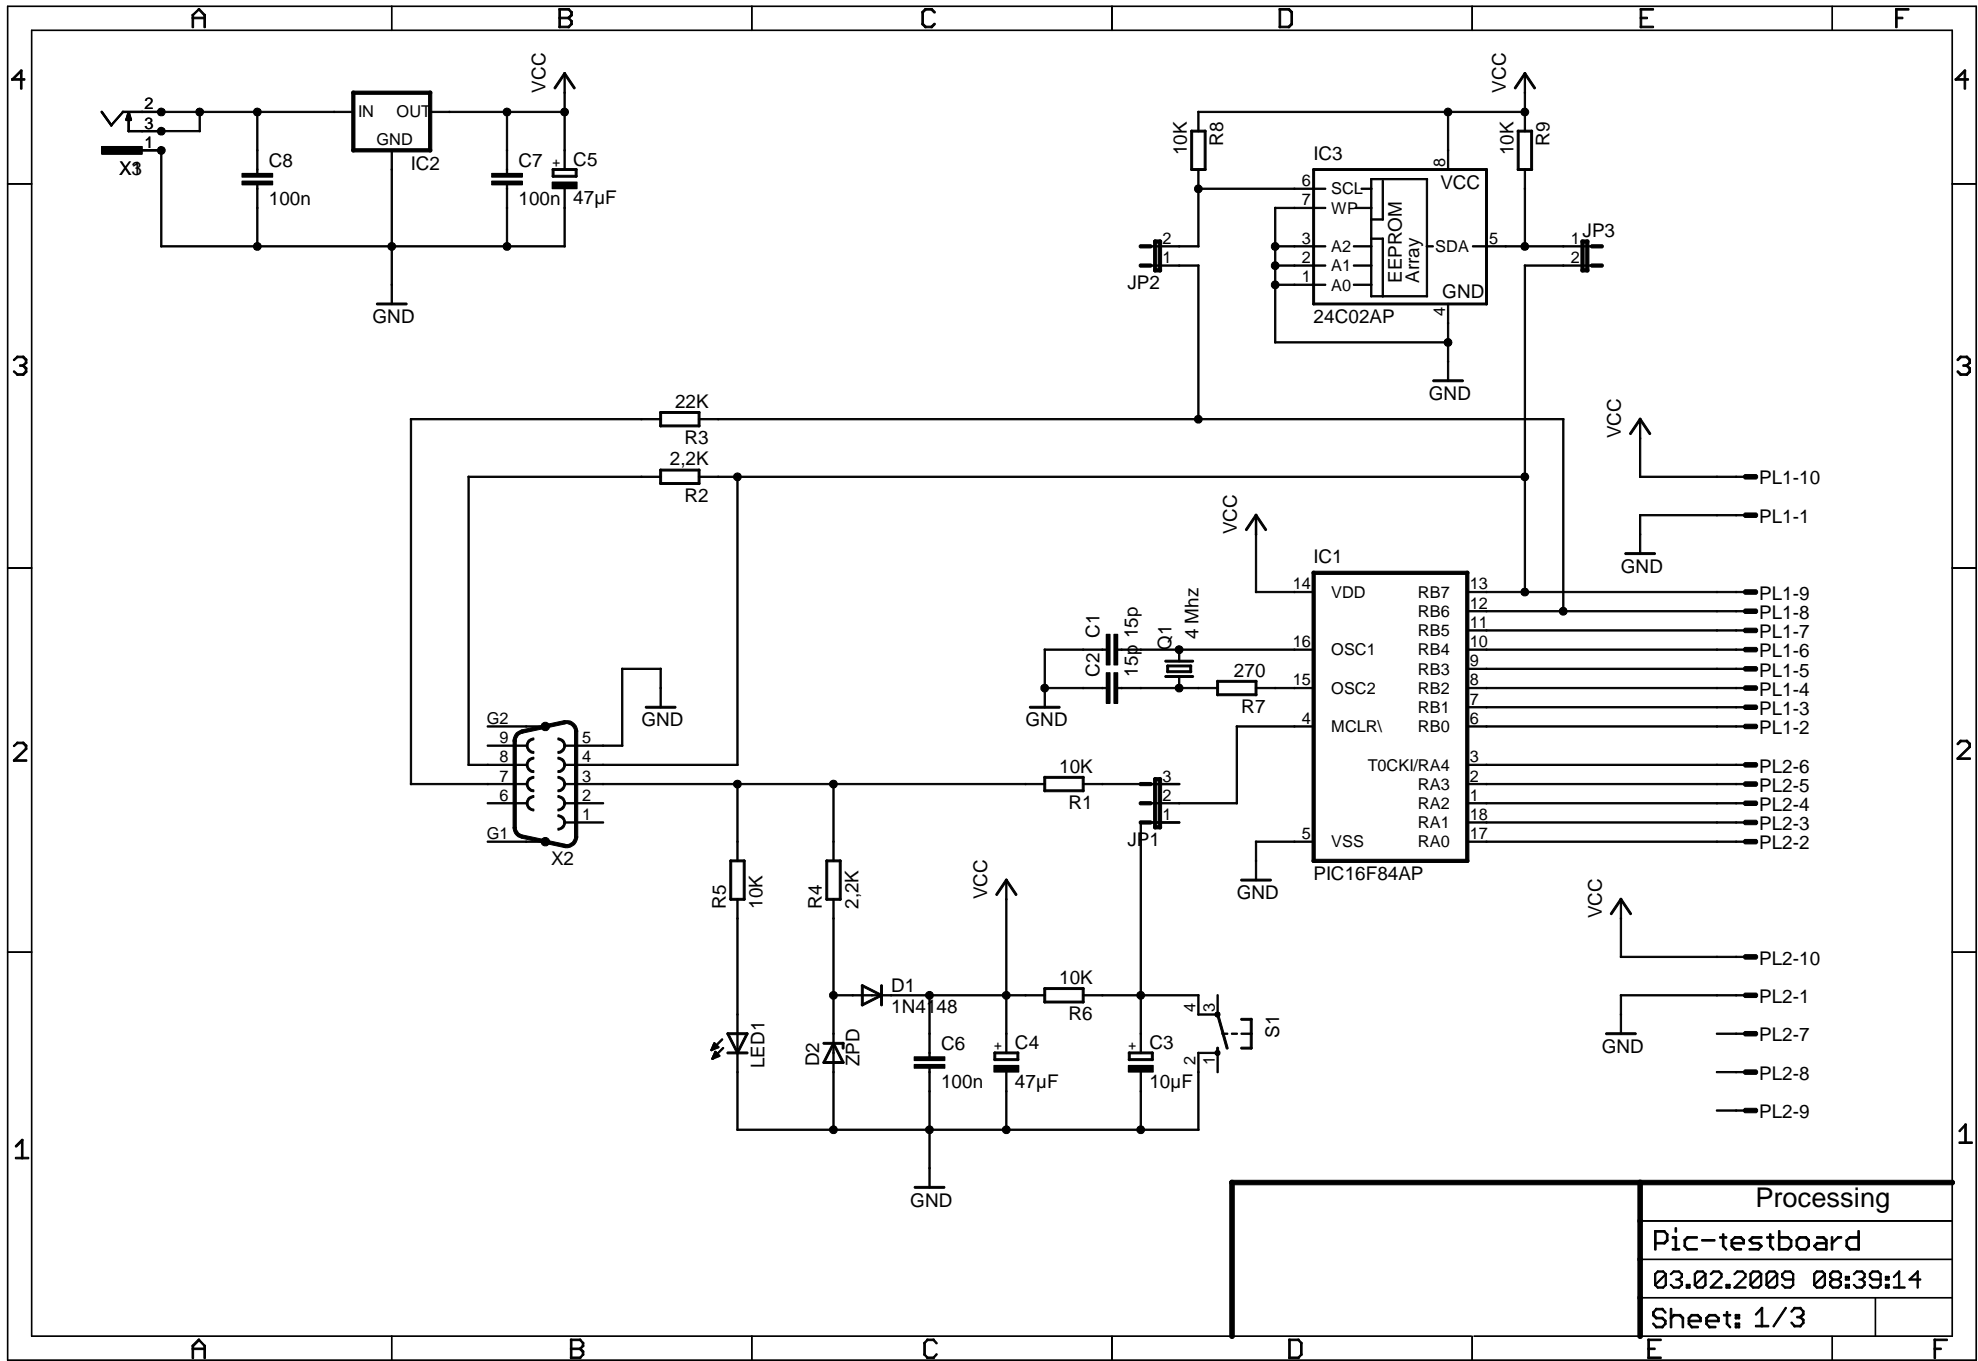 A B C D E F
4 4
3 3
2 2
1 1
VCC
2
3
1
IN OUT
GND
IC2
C8
100n
C7
100n
+
C5
47µF
GND
VCC
10K
R8
10K
R9
IC3
8
VCC
6 SCL
7 WP
3 A2
2 A1
1 A0
EEPROM
Array
SDA 5
GND
4
24C02AP
GND
2
1
JP2
JP3
1
2
22K
R3
2,2K
R2
VCC
PL1-10
PL1-1
GND
VCC
IC1
14 VDD
16 OSC1
15 OSC2
4 MCLR\
5 VSS
RB7 13 PL1-9
RB6 12 PL1-8
RB5 11 PL1-7
RB4 10 PL1-6
RB3 9 PL1-5
RB2 8 PL1-4
RB1 7 PL1-3
RB0 6 PL1-2
T0CKI/RA4 3 PL2-6
RA3 2 PL2-5
RA2 1 PL2-4
RA1 18 PL2-3
RA0 17 PL2-2
PIC16F84AP
GND
C1
15p
C2
15p
Q1
4 Mhz
270
R7
GND
GND
G2
9
8
7
6
G1
5
4
3
2
1
X2
10K
R1
3
2
1
JP1
R5
10K
R4
2,2K
VCC
D1
1N4148
10K
R6
LED1
D2
ZPD
C6
100n
+
C4
47µF
+
C3
10µF
4
3
2
1
S1
GND
VCC
PL2-10
PL2-1
GND
PL2-7
PL2-8
PL2-9
Processing
Pic-testboard
03.02.2009 08:39:14
Sheet: 1/3
A B C D E F